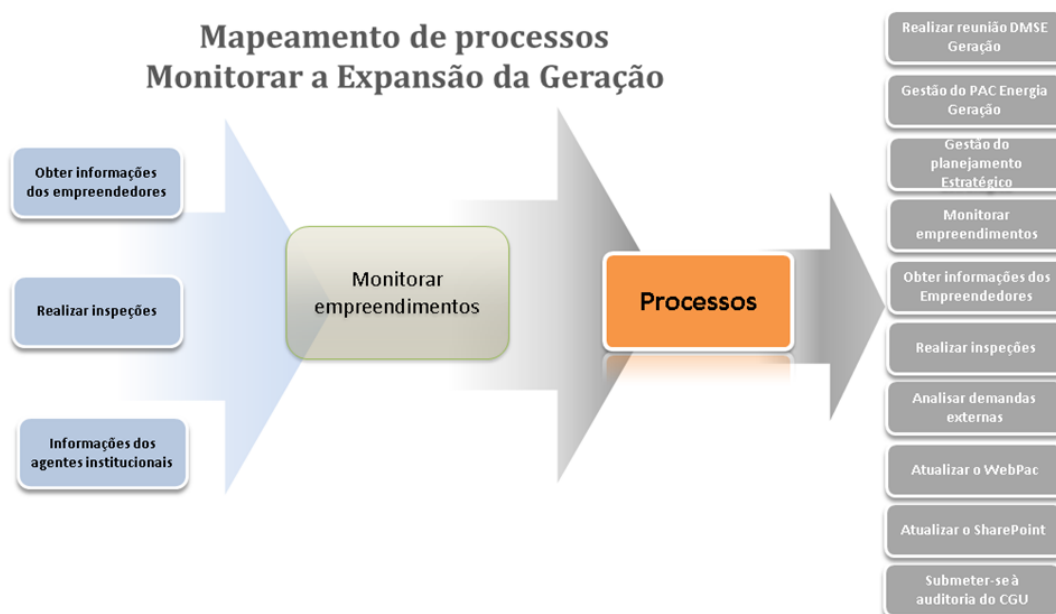 Mapeamento de processos
Monitorar a Expansão da Geração
Obter informações
dos empreendedores
Realizar inspeções
Informações dos
agentes institucionais
Monitorar
empreendimentos
Processos
Realizar reunião DMSE
Geração
Gestão do PAC Energia
Geração
Gestão do
planejamento
Estratégico
Monitorar
empreendimentos
Obter informações dos
Empreendedores
Realizar inspeções
Analisar demandas
externas
Atualizar o WebPac
Atualizar o SharePoint
Submeter-se à
auditoria do CGU